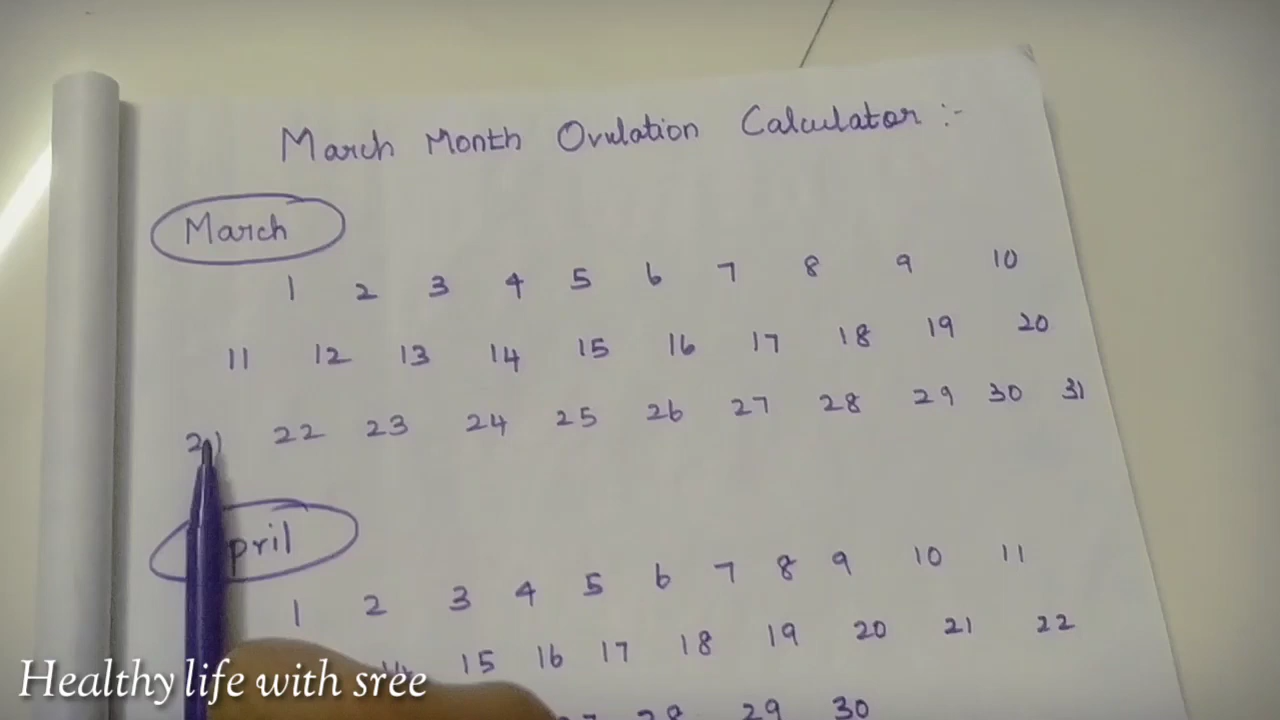 March Month Ovulation Calculator :-
March
1 2 3 4 5 6 7 8 9 10
11 12 13 14 15 16 17 18 19 20
21 22 23 24 25 26 27 28 29 30 31
April
1 2 3 4 5 6 7 8 9 10 11
15 16 17 18 19 20 21 22
28 29 30
Healthy life with sree